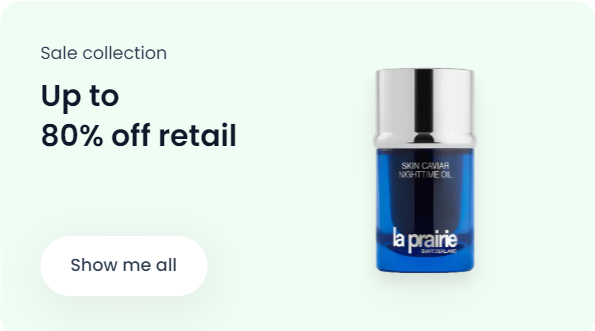 Sale collection
Up to
80% off retail
Show me all
SKIN CAVIAR
NIGHTTIME OIL
la prairie
SWITZERLAND